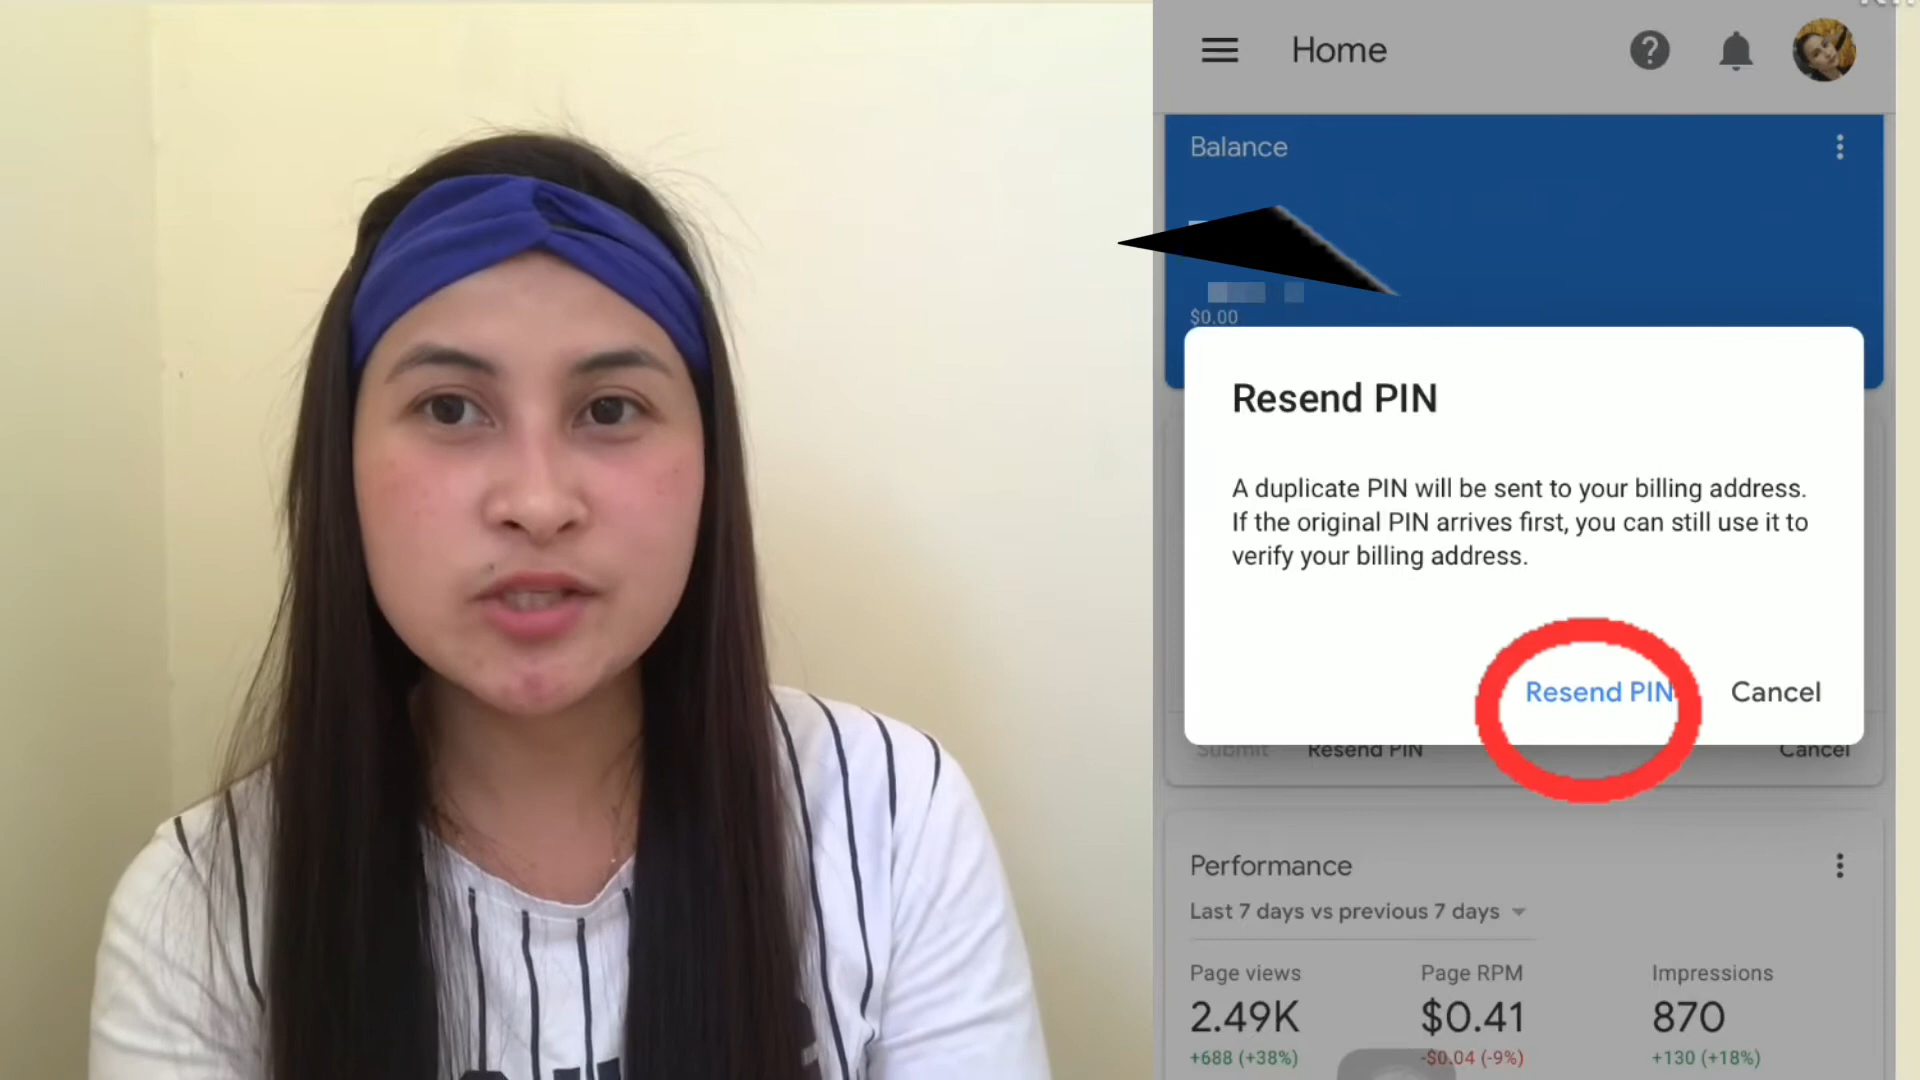 Home
Balance
$0.00
Resend PIN
A duplicate PIN will be sent to your billing address.
If the original PIN arrives first, you can still use it to
verify your billing address.
Resend PIN Cancel
Submit Resend PIN Cancel
Performance
Last 7 days vs previous 7 days
Page views Page RPM Impressions
2.49K $0.41 870
+688 (+38%) -$0.04 (-9%) +130 (+18%)